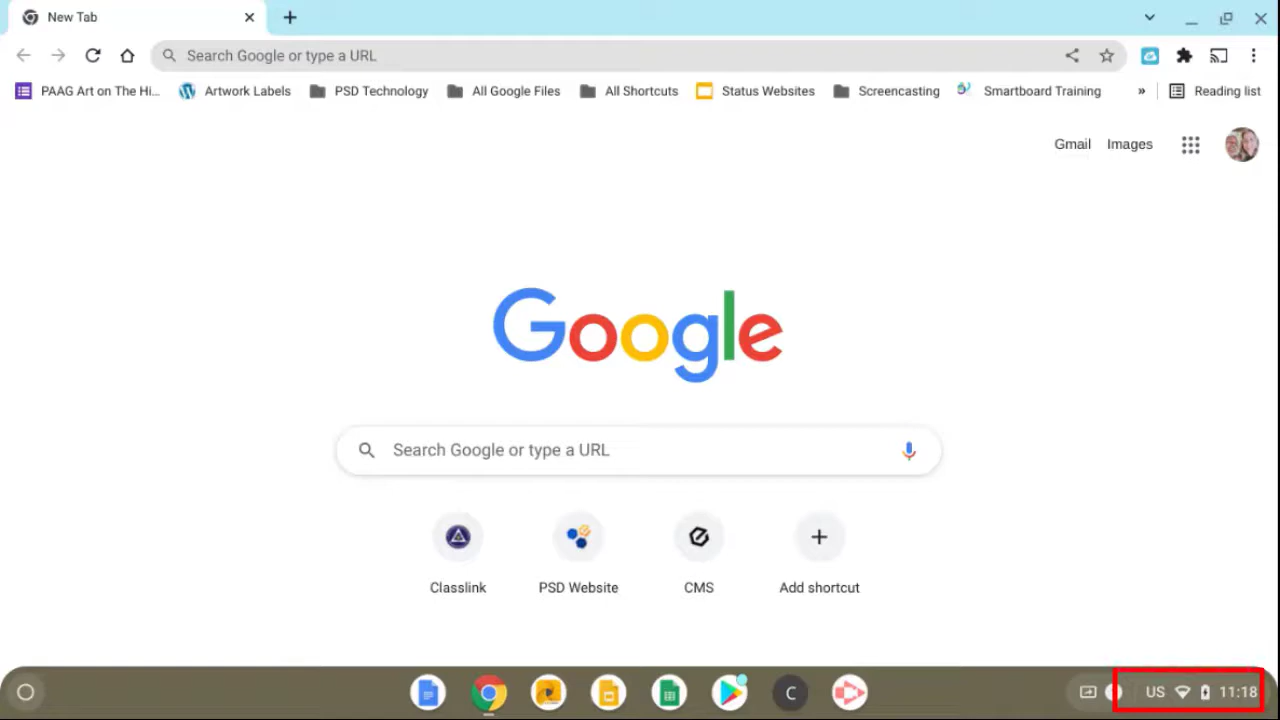 New Tab
Search Google or type a URL
PAAG Art on The Hi... Artwork Labels PSD Technology All Google Files All Shortcuts Status Websites Screencasting Smartboard Training » Reading list
Gmail Images
Google
Search Google or type a URL
Classlink PSD Website CMS Add shortcut
C US 11:18